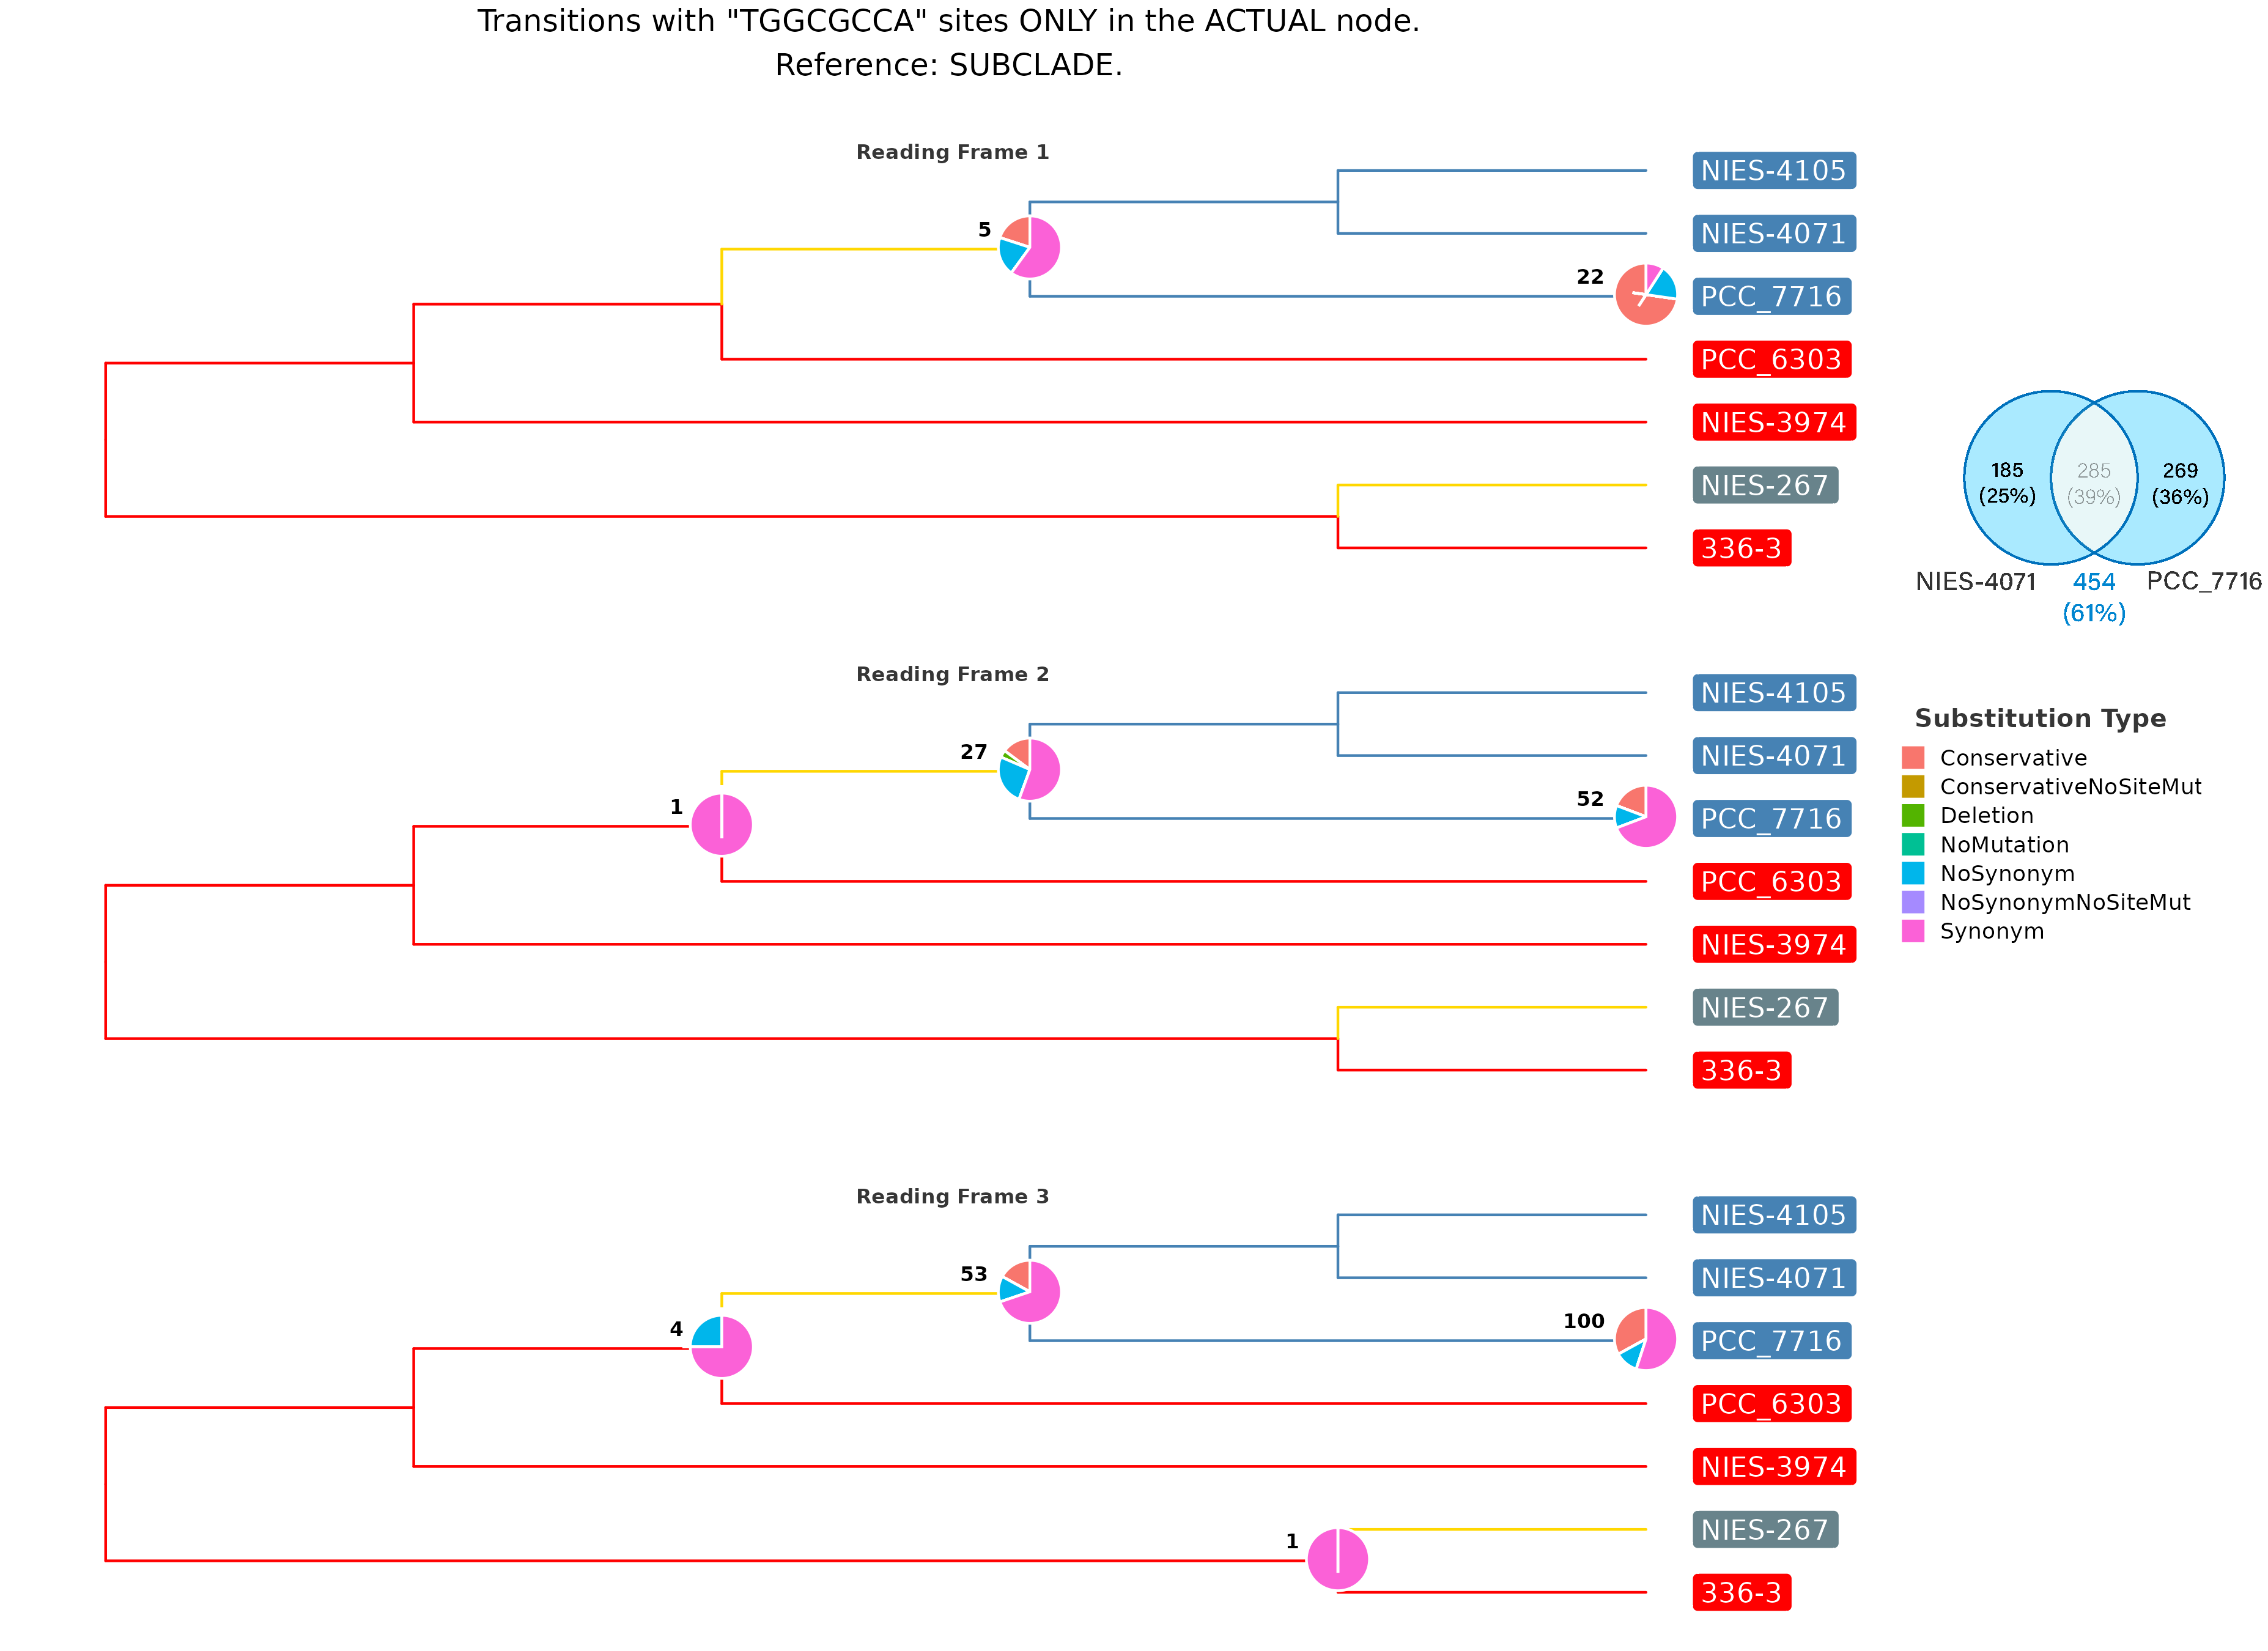 Transitions with "TGGCGCCA" sites ONLY in the ACTUAL node.
Reference: SUBCLADE.
Reading Frame 1
NIES-4105
5
NIES-4071
22
PCC_7716
PCC_6303
NIES-3974
NIES-267
336-3
185
(25%)
285
(39%)
269
(36%)
NIES-4071
454
(61%)
PCC_7716
Reading Frame 2
NIES-4105
27
NIES-4071
1
52
PCC_7716
PCC_6303
NIES-3974
NIES-267
336-3
Substitution Type
Conservative
ConservativeNoSiteMut
Deletion
NoMutation
NoSynonym
NoSynonymNoSiteMut
Synonym
Reading Frame 3
NIES-4105
53
NIES-4071
4
100
PCC_7716
PCC_6303
NIES-3974
NIES-267
1
336-3